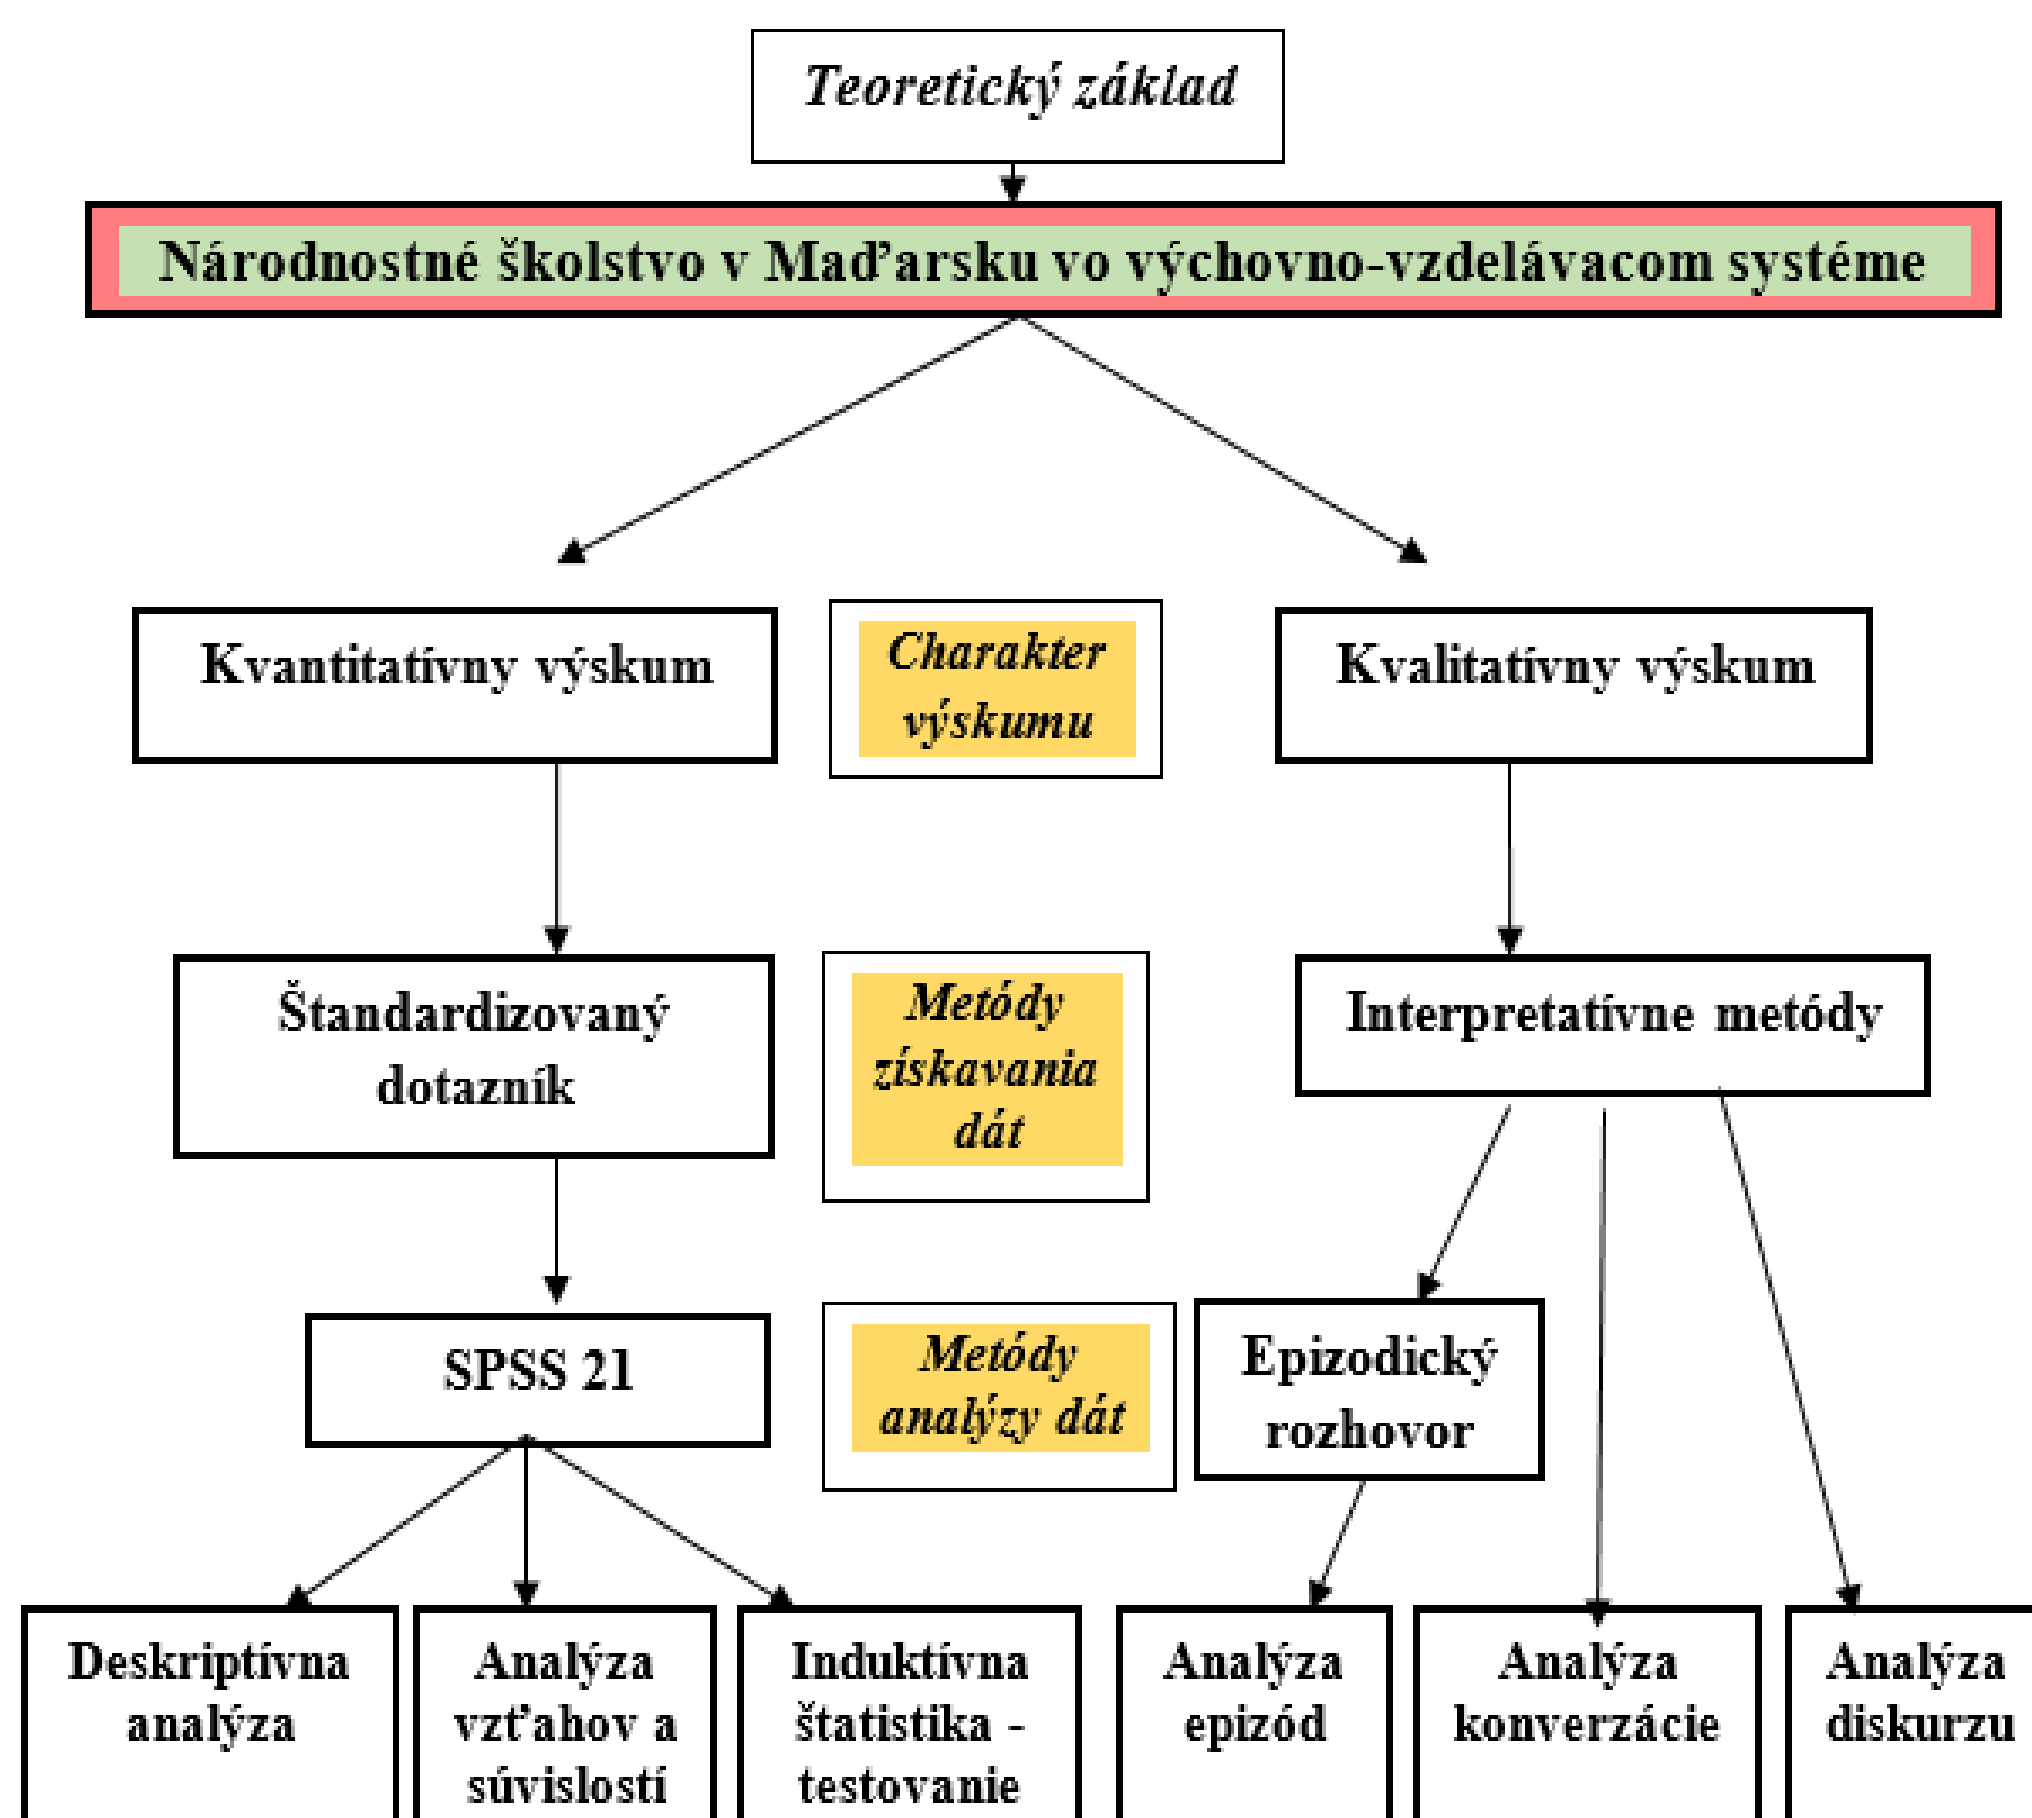 Teoretický základ
Národnostné školstvo v Maďarsku vo výchovno-vzdelávacom systéme
Kvantitatívny výskum
Charakter
výskumu
Kvalitatívny výskum
Štandardizovaný
dotazník
Metódy
získavania
dát
Interpretatívne metódy
SPSS 21
Metódy
analýzy dát
Epizodický
rozhovor
Deskriptívna
analýza
Analýza
vzťahov a
súvislostí
Induktívna
štatistika -
testovanie
Analýza
epizód
Analýza
konverzácie
Analýza
diskurzu